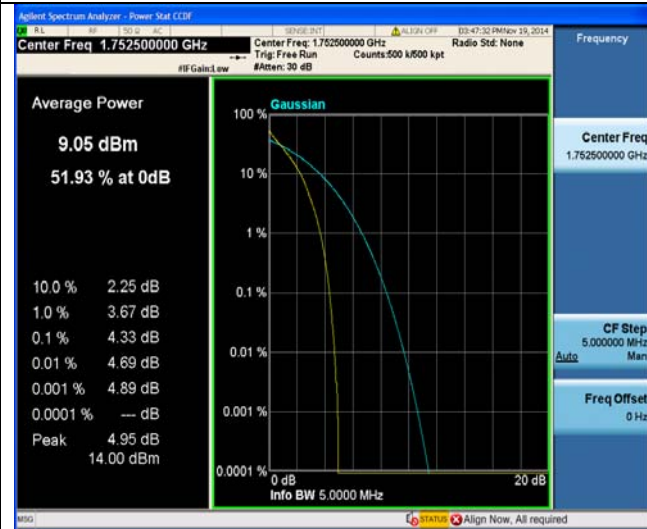 Agilent Spectrum Analyzer - Power Stat CCDF
RL RF 50 Ω AC SENSE:INT ALIGN OFF 03:47:32 PM Nov 19, 2014
Center Freq 1.752500000 GHz
Center Freq: 1.752500000 GHz
Radio Std: None
Trig: Free Run
Counts:500 k/500 kpt
#IFGain:Low
#Atten: 30 dB
Frequency
Average Power
9.05 dBm
51.93 % at 0dB
10.0 % 2.25 dB
1.0 % 3.67 dB
0.1 % 4.33 dB
0.01 % 4.69 dB
0.001 % 4.89 dB
0.0001 % --- dB
Peak 4.95 dB
14.00 dBm
Gaussian
100 %
10 %
1 %
0.1 %
0.01 %
0.001 %
0.0001 %
0 dB
20 dB
Info BW 5.0000 MHz
Center Freq
1.752500000 GHz
CF Step
5.000000 MHz
Auto Man
Freq Offset
0 Hz
MSG
STATUS
Align Now, All required